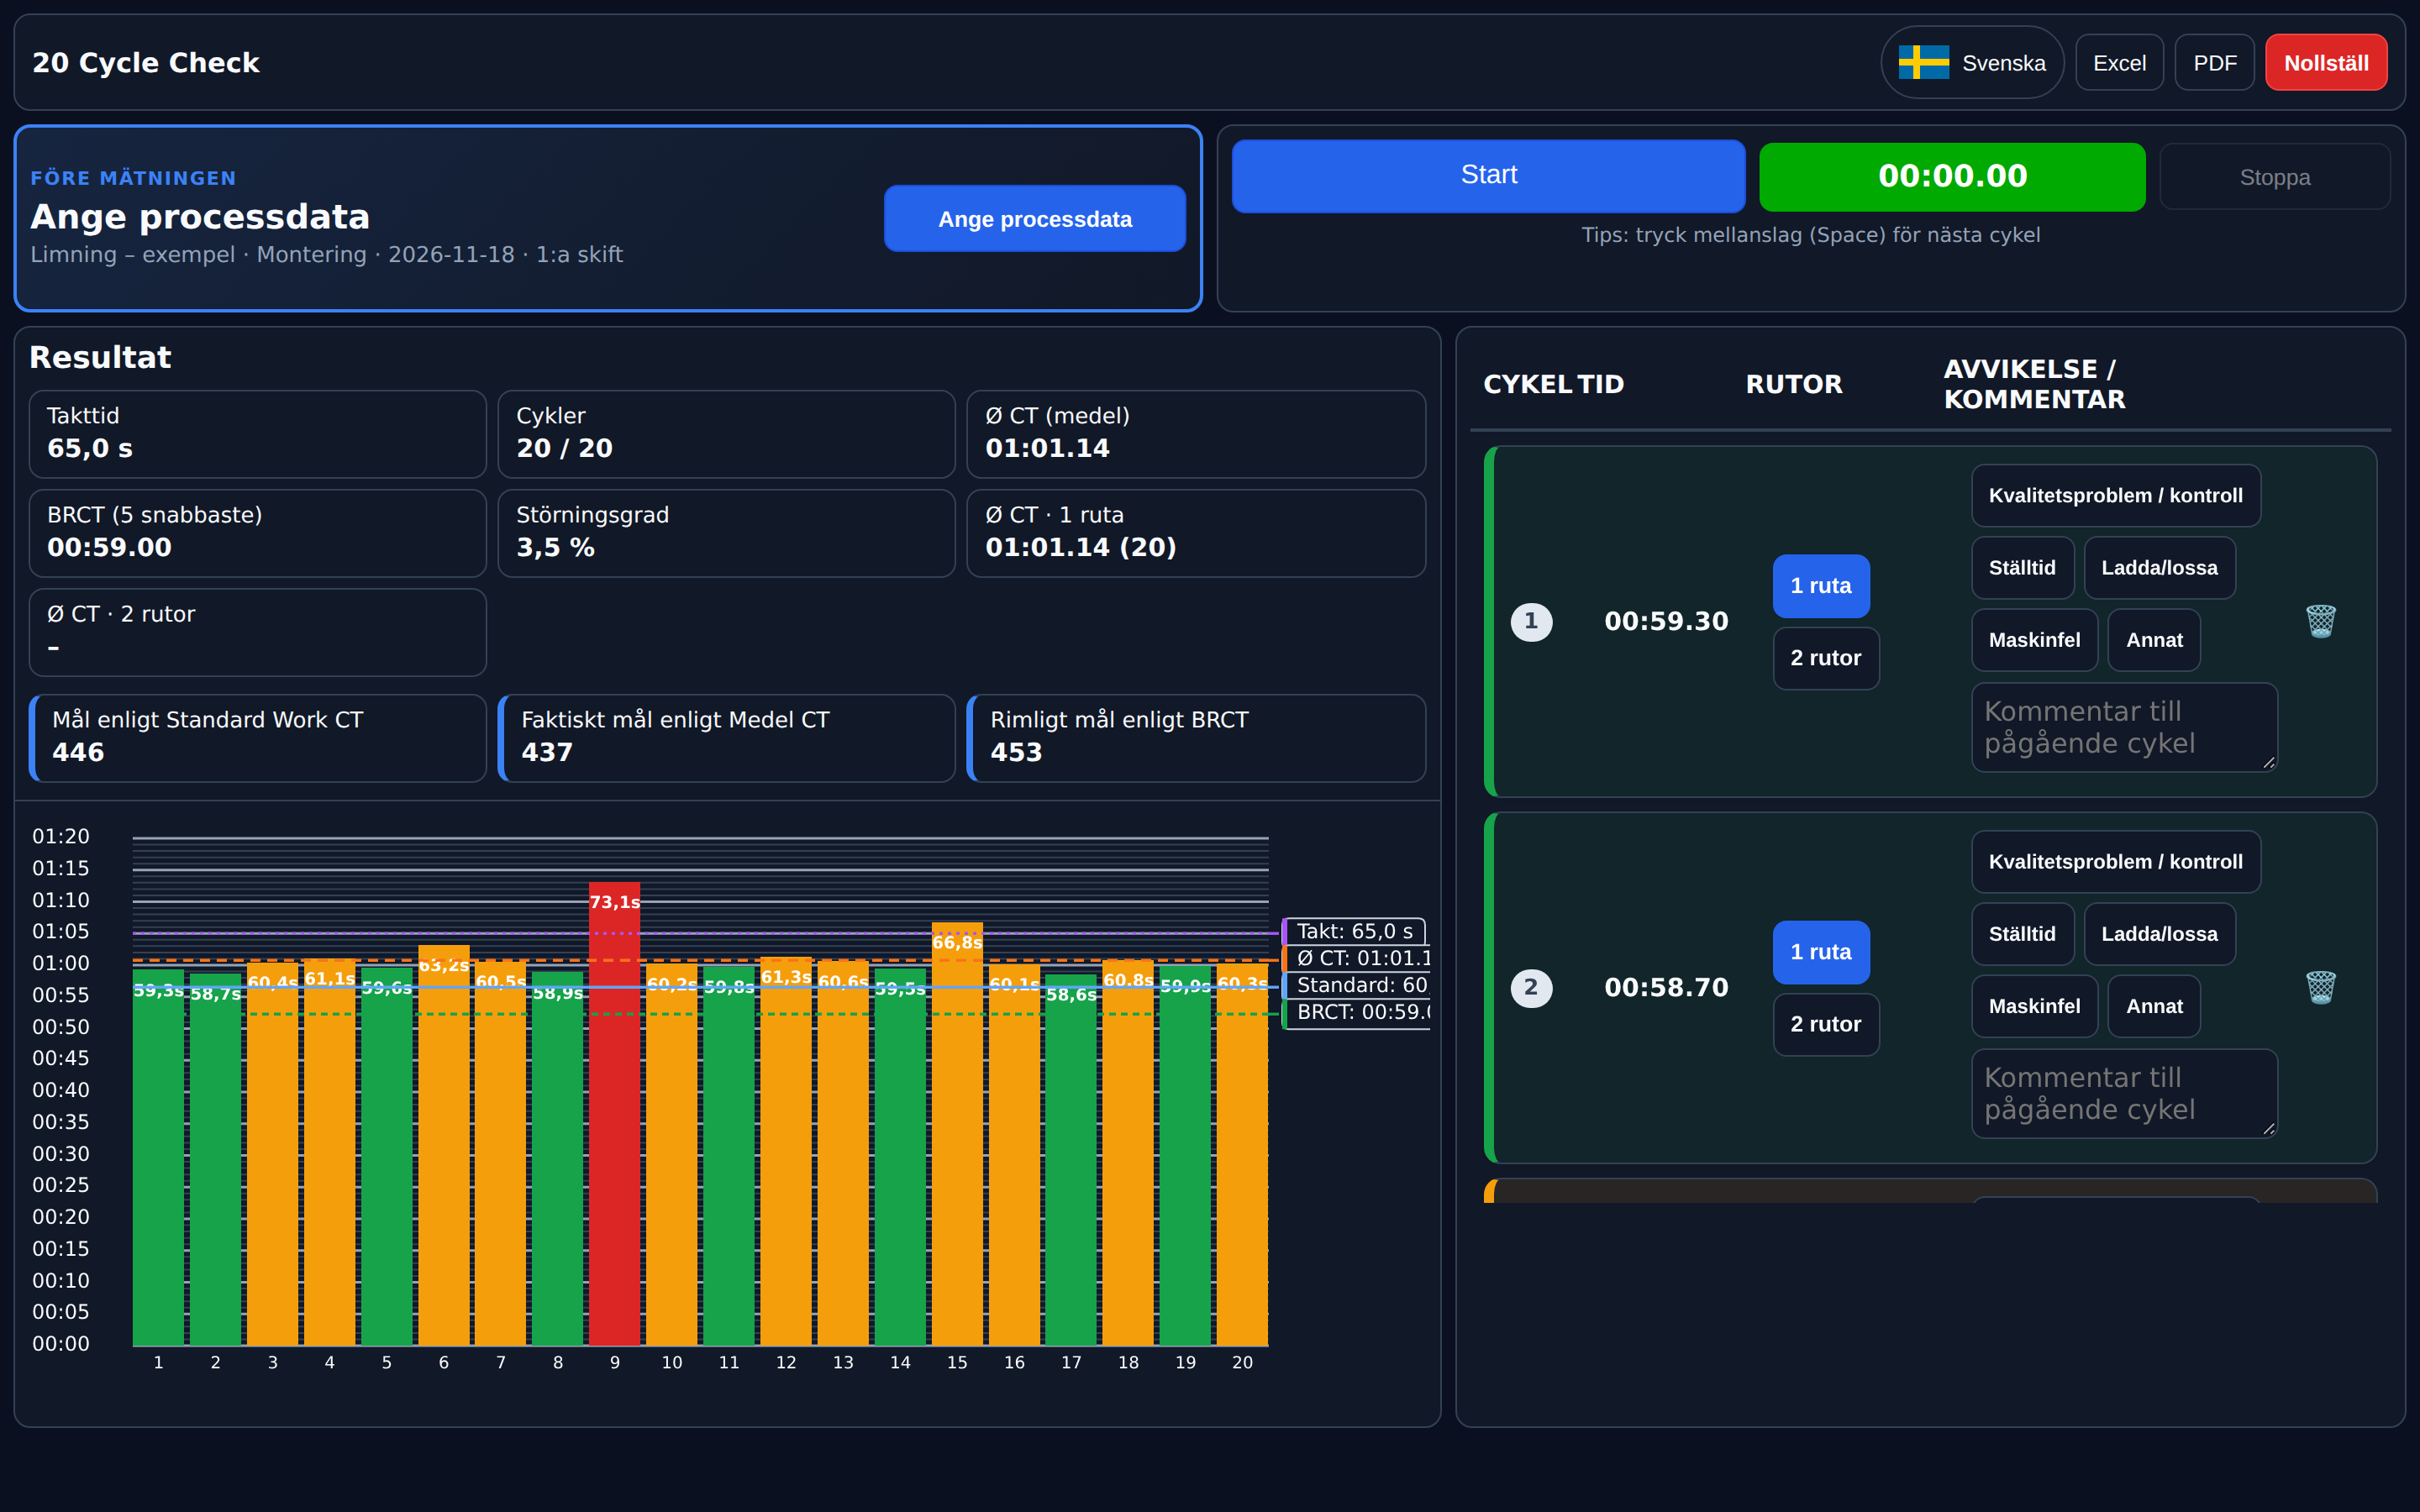 20 Cycle Check
Svenska
Excel
PDF
Nollställ
FÖRE MÄTNINGEN
Ange processdata
Limning – exempel · Montering · 2026-11-18 · 1:a skift
Ange processdata
Start
00:00.00
Stoppa
Tips: tryck mellanslag (Space) för nästa cykel
Resultat
Takttid
65,0 s
Cykler
20 / 20
Ø CT (medel)
01:01.14
BRCT (5 snabbaste)
00:59.00
Störningsgrad
3,5 %
Ø CT · 1 ruta
01:01.14 (20)
Ø CT · 2 rutor
–
Mål enligt Standard Work CT
446
Faktiskt mål enligt Medel CT
437
Rimligt mål enligt BRCT
453
01:20
01:15
01:10
01:05
01:00
00:55
00:50
00:45
00:40
00:35
00:30
00:25
00:20
00:15
00:10
00:05
00:00
59,3s 58,7s 60,4s 61,1s 59,6s 63,2s 60,5s 58,9s 73,1s 60,2s 59,8s 61,3s 60,6s 59,5s 66,8s 60,1s 58,6s 60,8s 59,9s 60,3s
1 2 3 4 5 6 7 8 9 10 11 12 13 14 15 16 17 18 19 20
Takt: 65,0 s
Ø CT: 01:01.1
Standard: 60,
BRCT: 00:59.0
CYKEL TID RUTOR AVVIKELSE /
KOMMENTAR
1
00:59.30
1 ruta
2 rutor
Kvalitetsproblem / kontroll
Ställtid
Ladda/lossa
Maskinfel
Annat
Kommentar till
pågående cykel
2
00:58.70
1 ruta
2 rutor
Kvalitetsproblem / kontroll
Ställtid
Ladda/lossa
Maskinfel
Annat
Kommentar till
pågående cykel